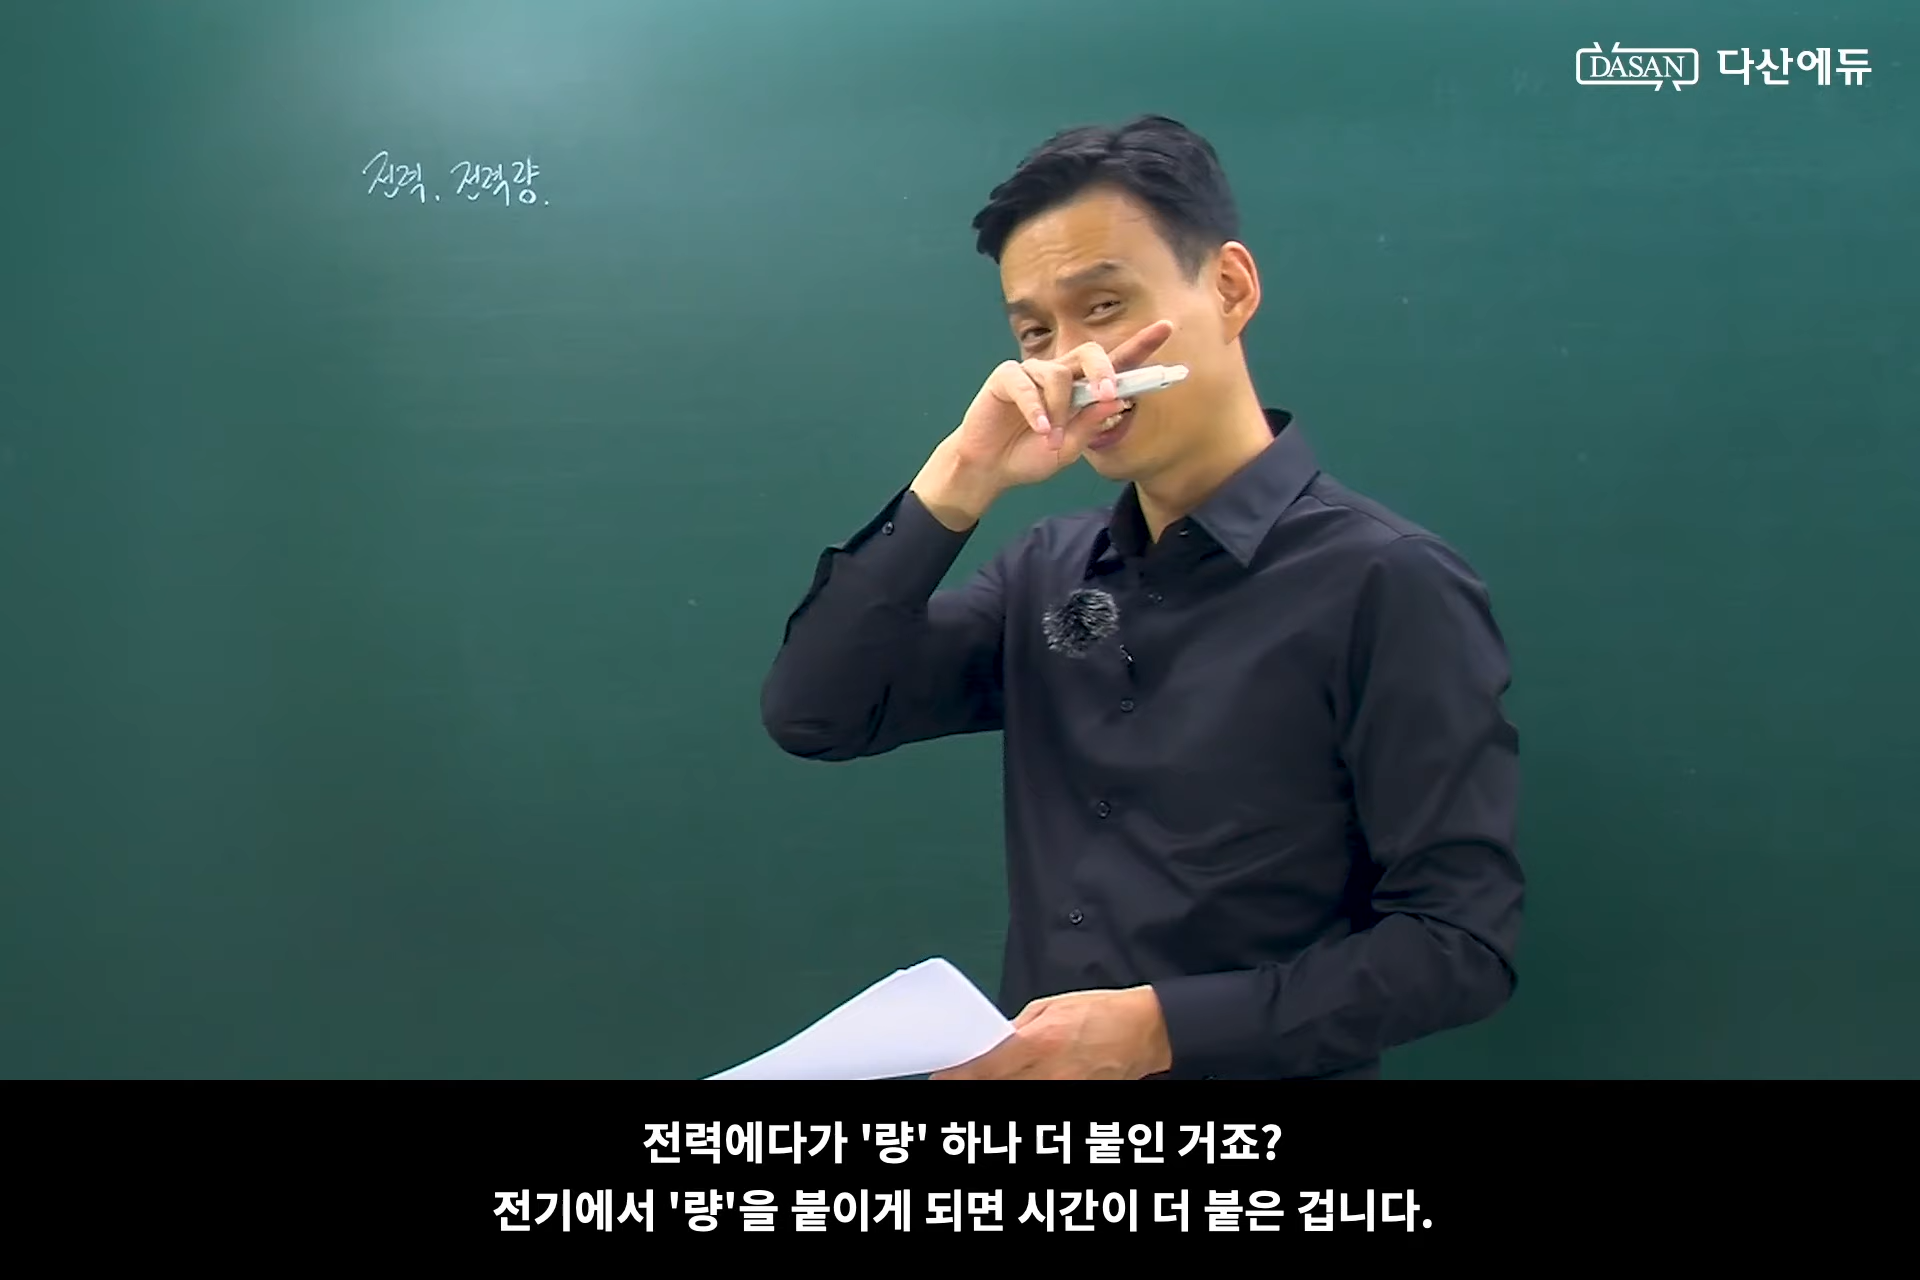 DASAN 다산에듀
전력. 전력량.
전력에다가 '량' 하나 더 붙인 거죠?
전기에서 '량'을 붙이게 되면 시간이 더 붙은 겁니다.